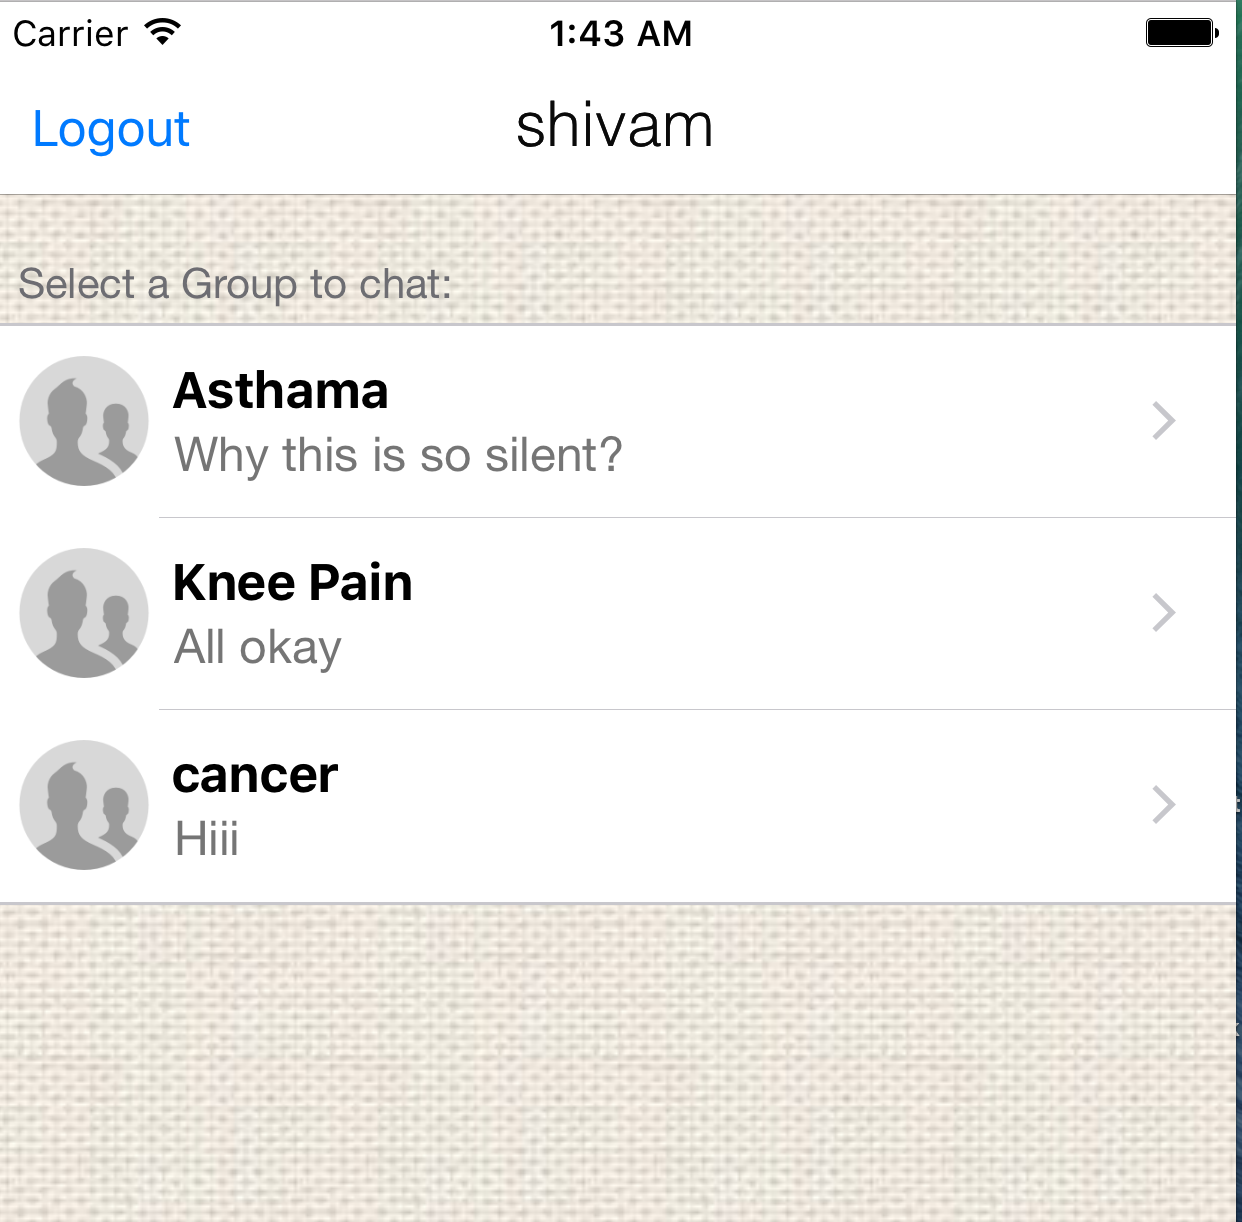 Carrier 1:43 AM
Logout shivam
Select a Group to chat:
Asthama
Why this is so silent?
Knee Pain
All okay
cancer
Hiii